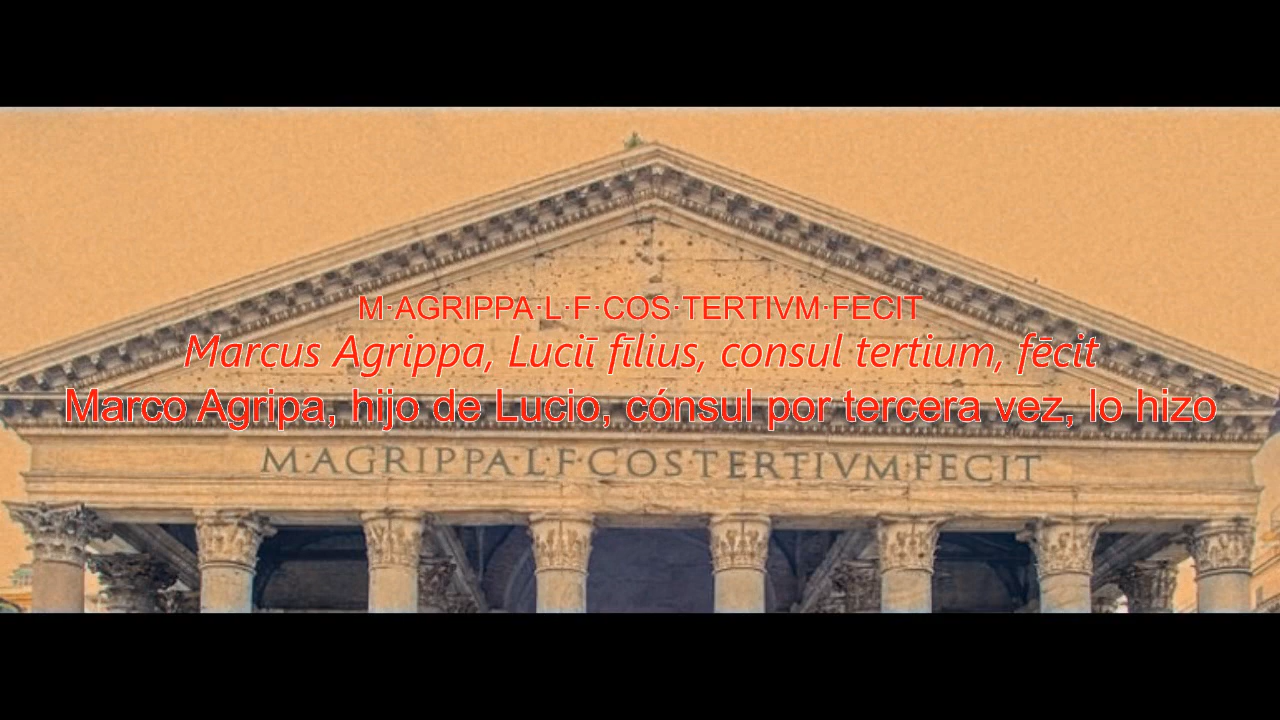 M·AGRIPPA·L·F·COS·TERTIVM·FECIT
Marcus Agrippa, Luciī fīlius, consul tertium, fēcit
Marco Agripa, hijo de Lucio, cónsul por tercera vez, lo hizo
M·AGRIPPA·L·F·COS·TERTIVM·FECIT